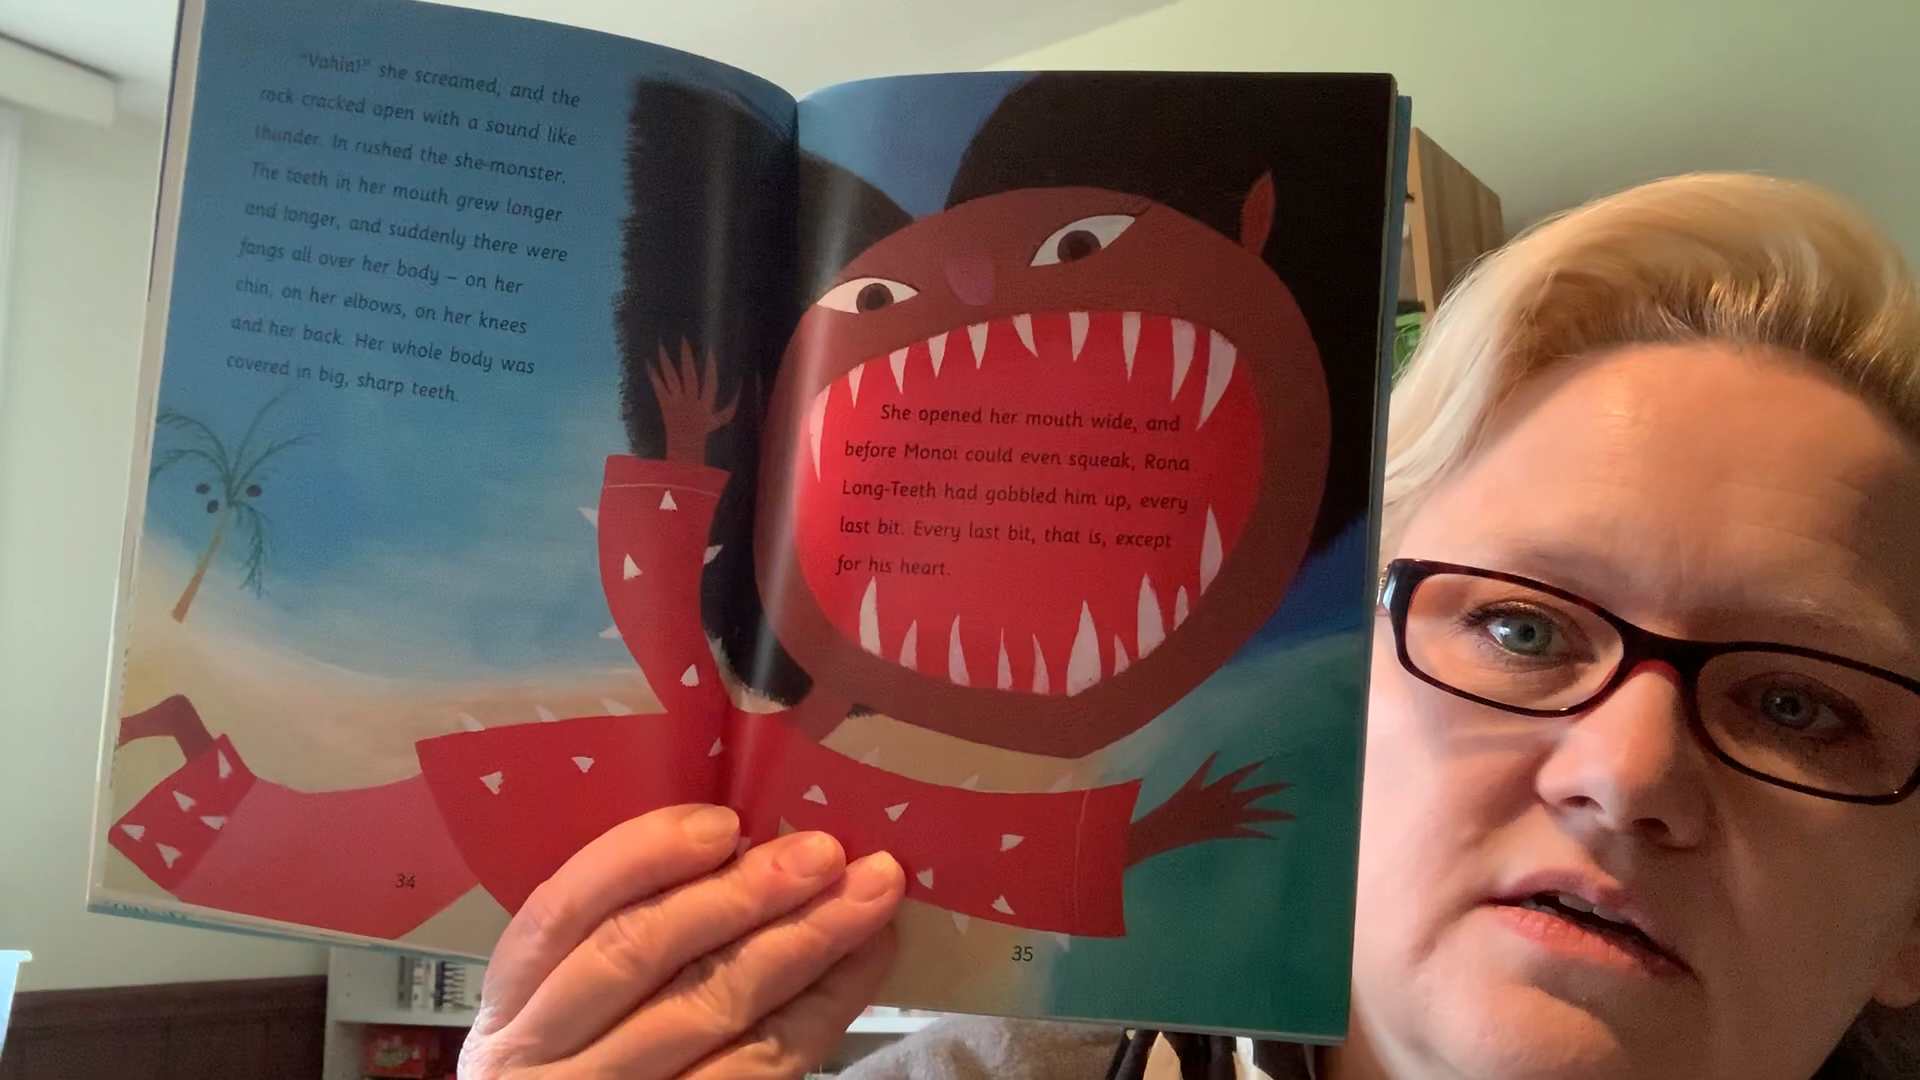 "Vahia!" she screamed, and the
rock cracked open with a sound like
thunder. In rushed the she-monster.
The teeth in her mouth grew longer
and longer, and suddenly there were
fangs all over her body – on her
chin, on her elbows, on her knees
and her back. Her whole body was
covered in big, sharp teeth.
34
She opened her mouth wide, and
before Monoi could even squeak, Rona
Long-Teeth had gobbled him up, every
last bit. Every last bit, that is, except
for his heart.
35